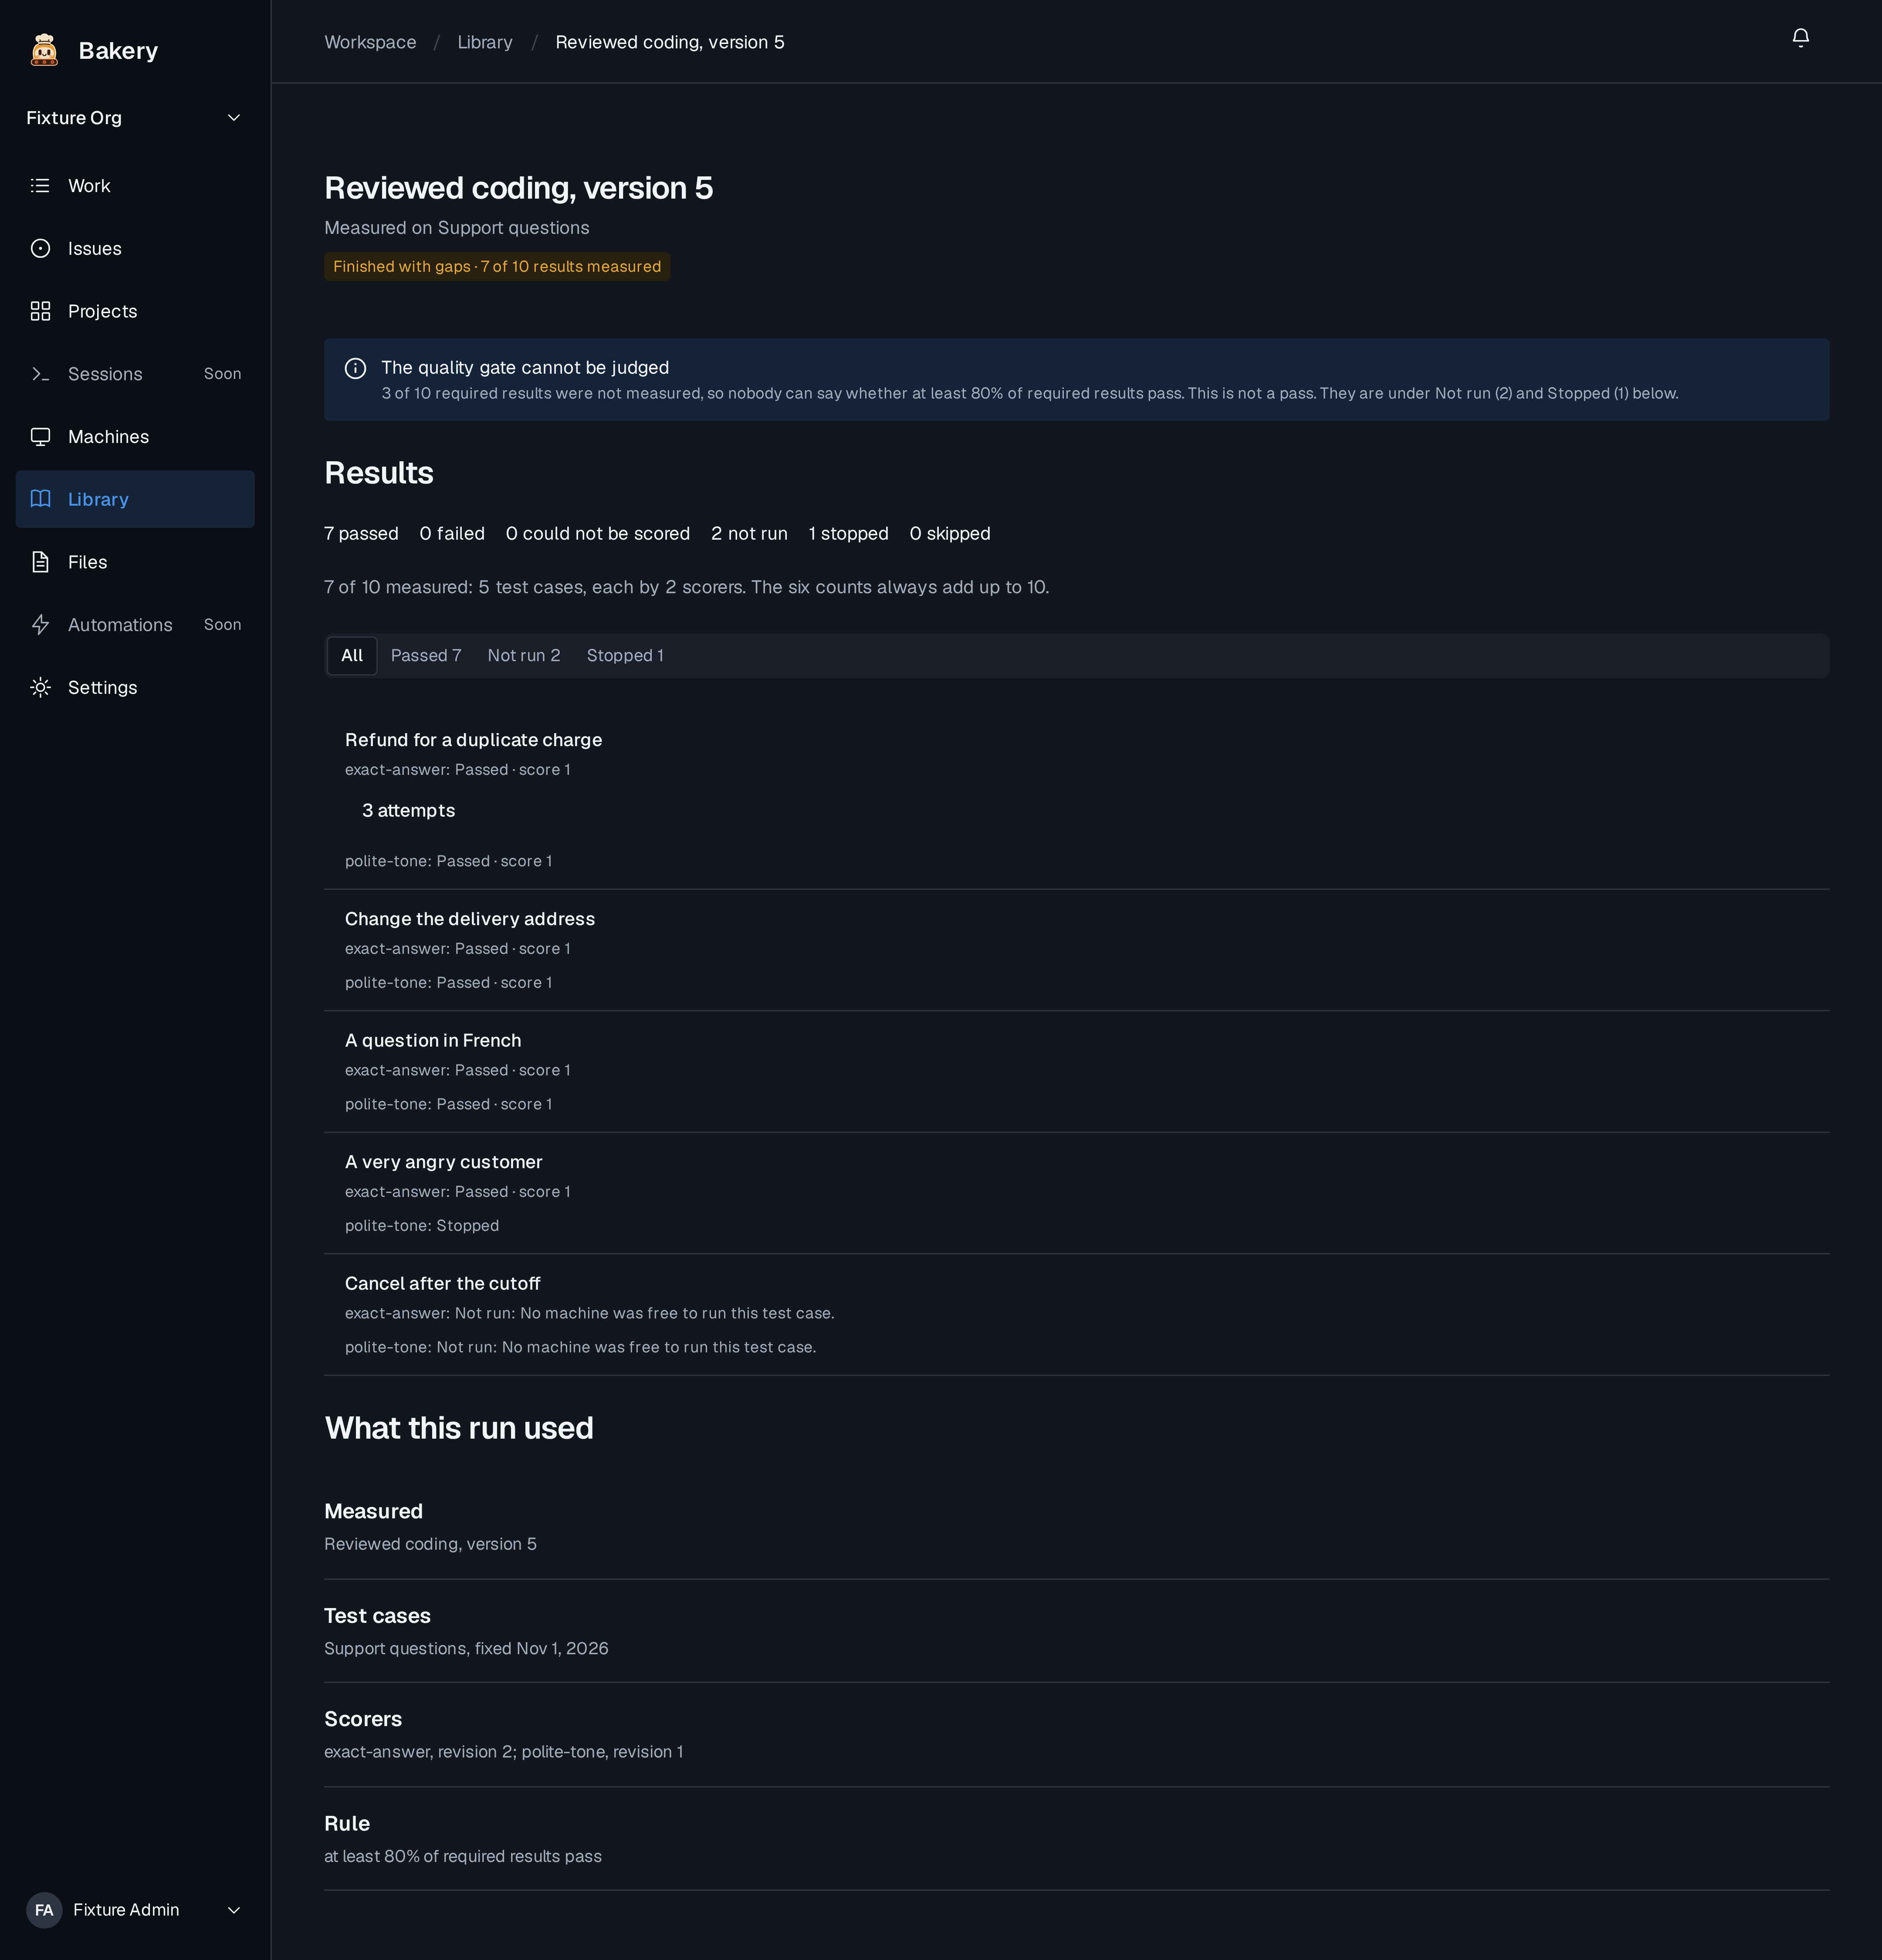 Bakery
Fixture Org
Work
Issues
Projects
Sessions Soon
Machines
Library
Files
Automations Soon
Settings
FA Fixture Admin
Workspace / Library / Reviewed coding, version 5
Reviewed coding, version 5
Measured on Support questions
Finished with gaps · 7 of 10 results measured
The quality gate cannot be judged
3 of 10 required results were not measured, so nobody can say whether at least 80% of required results pass. This is not a pass. They are under Not run (2) and Stopped (1) below.
Results
7 passed 0 failed 0 could not be scored 2 not run 1 stopped 0 skipped
7 of 10 measured: 5 test cases, each by 2 scorers. The six counts always add up to 10.
All Passed 7 Not run 2 Stopped 1
Refund for a duplicate charge
exact-answer: Passed · score 1
3 attempts
polite-tone: Passed · score 1
Change the delivery address
exact-answer: Passed · score 1
polite-tone: Passed · score 1
A question in French
exact-answer: Passed · score 1
polite-tone: Passed · score 1
A very angry customer
exact-answer: Passed · score 1
polite-tone: Stopped
Cancel after the cutoff
exact-answer: Not run: No machine was free to run this test case.
polite-tone: Not run: No machine was free to run this test case.
What this run used
Measured
Reviewed coding, version 5
Test cases
Support questions, fixed Nov 1, 2026
Scorers
exact-answer, revision 2; polite-tone, revision 1
Rule
at least 80% of required results pass